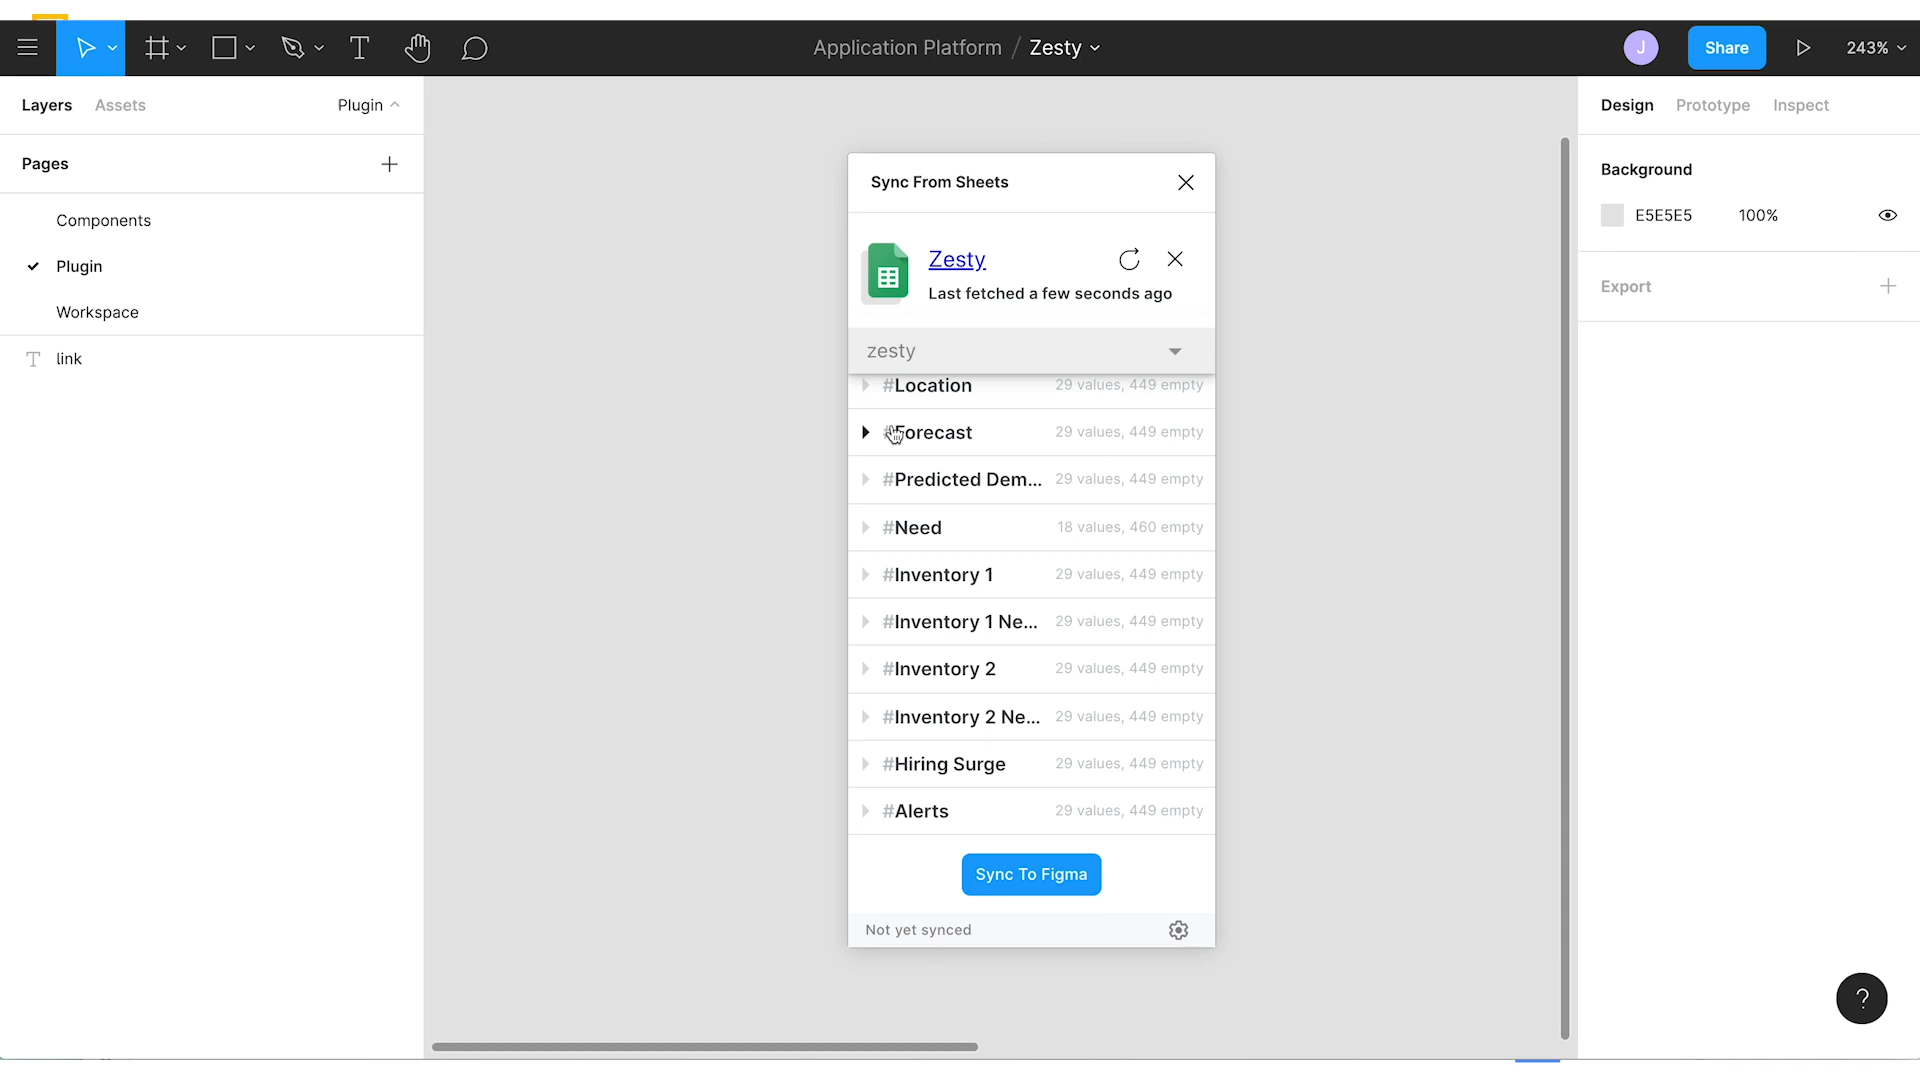 Application Platform / Zesty
J
Share
243%
Layers
Assets
Plugin
Pages
Components
Plugin
Workspace
link
Sync From Sheets
Zesty
Last fetched a few seconds ago
zesty
#Location 29 values, 449 empty
#Forecast 29 values, 449 empty
#Predicted Dem... 29 values, 449 empty
#Need 18 values, 460 empty
#Inventory 1 29 values, 449 empty
#Inventory 1 Ne... 29 values, 449 empty
#Inventory 2 29 values, 449 empty
#Inventory 2 Ne... 29 values, 449 empty
#Hiring Surge 29 values, 449 empty
#Alerts 29 values, 449 empty
Sync To Figma
Not yet synced
Design
Prototype
Inspect
Background
E5E5E5 100%
Export
?